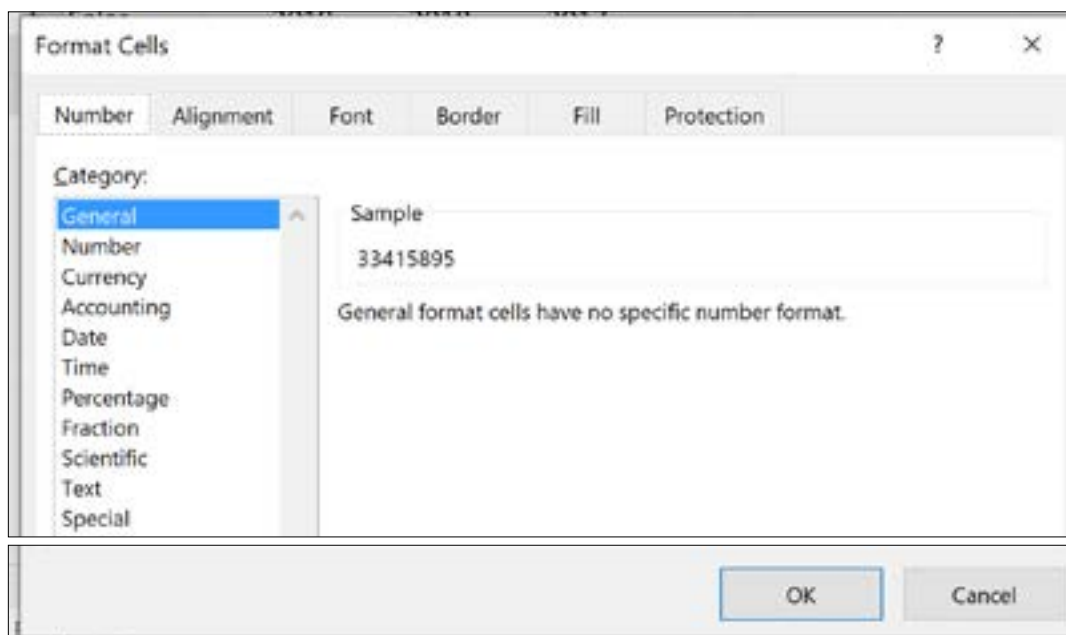 Format Cells ? ×
Number Alignment Font Border Fill Protection
Category:
General
Number
Currency
Accounting
Date
Time
Percentage
Fraction
Scientific
Text
Special
Sample
33415895
General format cells have no specific number format.
OK Cancel